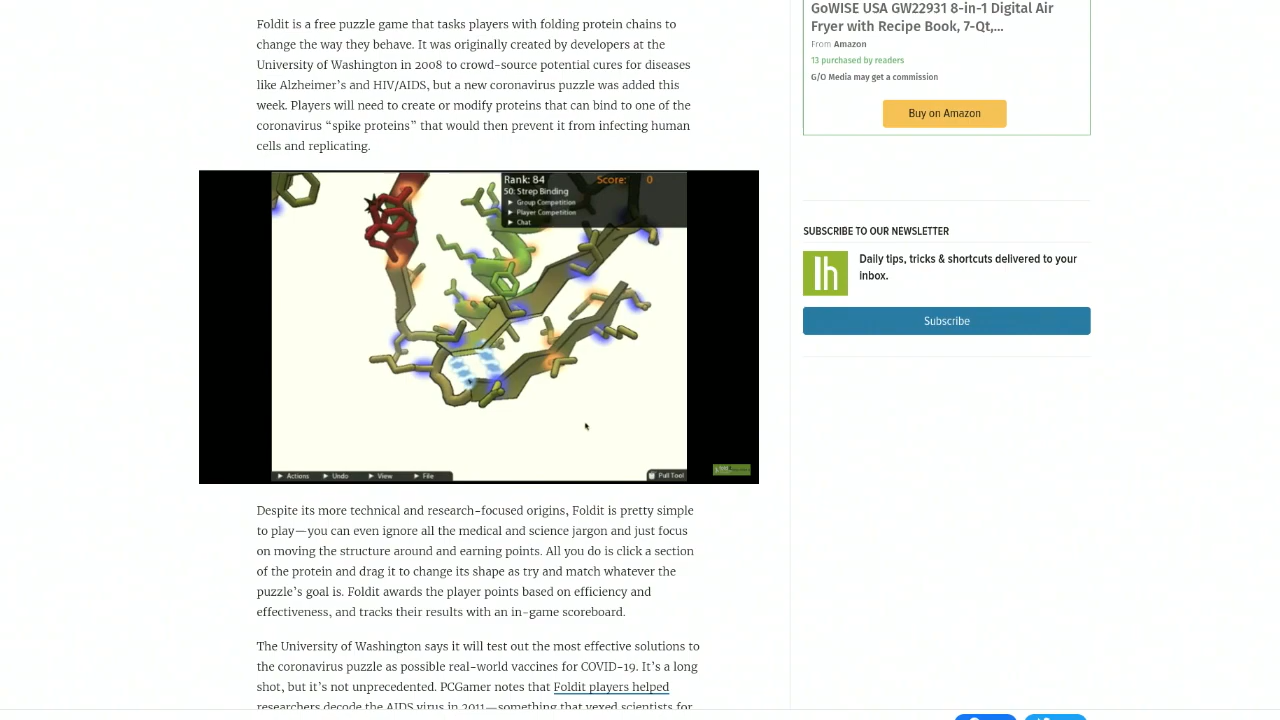 Foldit is a free puzzle game that tasks players with folding protein chains to
change the way they behave. It was originally created by developers at the
University of Washington in 2008 to crowd-source potential cures for diseases
like Alzheimer's and HIV/AIDS, but a new coronavirus puzzle was added this
week. Players will need to create or modify proteins that can bind to one of the
coronavirus “spike proteins” that would then prevent it from infecting human
cells and replicating.
Rank: 84 Score: 0
50: Strep Binding
Group Competition
Player Competition
Chat
Actions Undo View File Pull Tool
Despite its more technical and research-focused origins, Foldit is pretty simple
to play—you can even ignore all the medical and science jargon and just focus
on moving the structure around and earning points. All you do is click a section
of the protein and drag it to change its shape as try and match whatever the
puzzle's goal is. Foldit awards the player points based on efficiency and
effectiveness, and tracks their results with an in-game scoreboard.
The University of Washington says it will test out the most effective solutions to
the coronavirus puzzle as possible real-world vaccines for COVID-19. It's a long
shot, but it's not unprecedented. PCGamer notes that Foldit players helped
researchers decode the AIDS virus in 2011—something that vexed scientists for
GoWISE USA GW22931 8-in-1 Digital Air
Fryer with Recipe Book, 7-Qt,...
From Amazon
13 purchased by readers
G/O Media may get a commission
Buy on Amazon
SUBSCRIBE TO OUR NEWSLETTER
lh
Daily tips, tricks & shortcuts delivered to your
inbox.
Subscribe